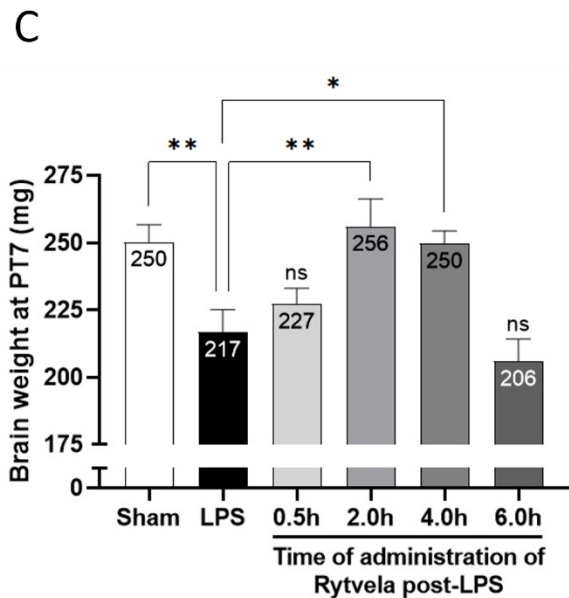 C
*
** **
275
250
225
200
175
0
Brain weight at PT7 (mg)
250
217
ns
227
256
250
ns
206
Sham LPS 0.5h 2.0h 4.0h 6.0h
Time of administration of
Rytvela post-LPS